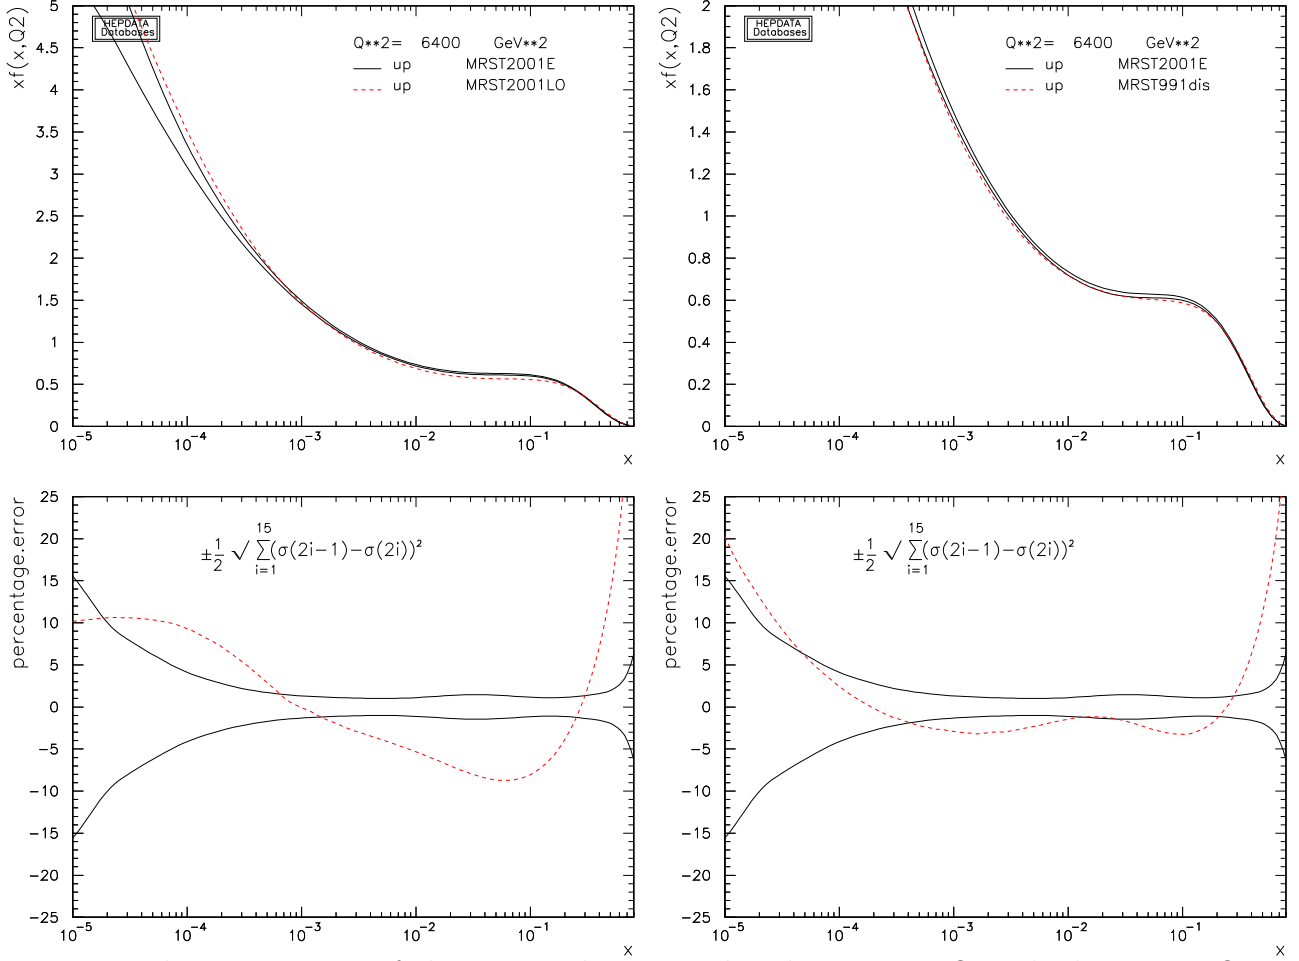 HEPDATA
Databases
Q**2= 6400 GeV**2
up MRST2001E
up MRST2001LO
xf(x,Q2)
5
4.5
4
3.5
3
2.5
2
1.5
1
0.5
0
10⁻⁵ 10⁻⁴ 10⁻³ 10⁻² 10⁻¹
x
HEPDATA
Databases
Q**2= 6400 GeV**2
up MRST2001E
up MRST991dis
xf(x,Q2)
2
1.8
1.6
1.4
1.2
1
0.8
0.6
0.4
0.2
0
10⁻⁵ 10⁻⁴ 10⁻³ 10⁻² 10⁻¹
x
percentage.error
25
20
15
10
5
0
−5
−10
−15
−20
−25
15
±1/2 √ ∑(σ(2i−1)−σ(2i))²
i=1
10⁻⁵ 10⁻⁴ 10⁻³ 10⁻² 10⁻¹
x
percentage.error
25
20
15
10
5
0
−5
−10
−15
−20
−25
15
±1/2 √ ∑(σ(2i−1)−σ(2i))²
i=1
10⁻⁵ 10⁻⁴ 10⁻³ 10⁻² 10⁻¹
x